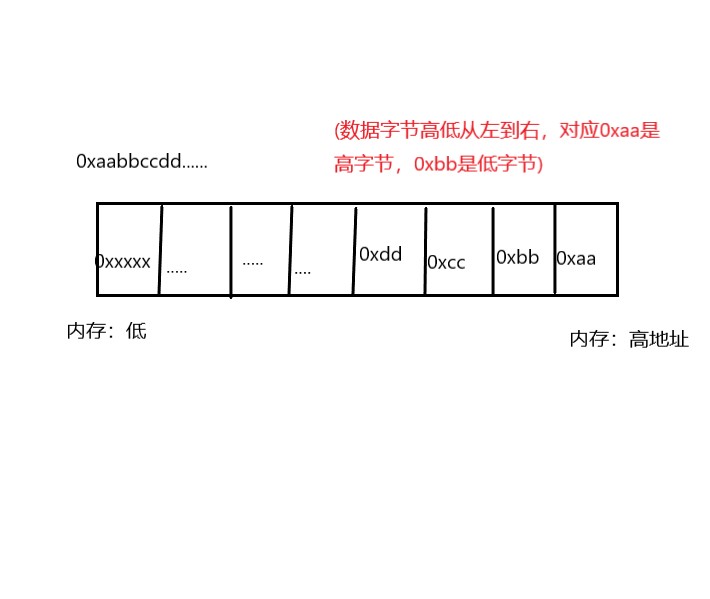 (数据字节高低从左到右，对应0xaa是
高字节，0xbb是低字节)
0xaabbccdd......
0xxxxx ..... ..... .... 0xdd 0xcc 0xbb 0xaa
内存：低
内存：高地址